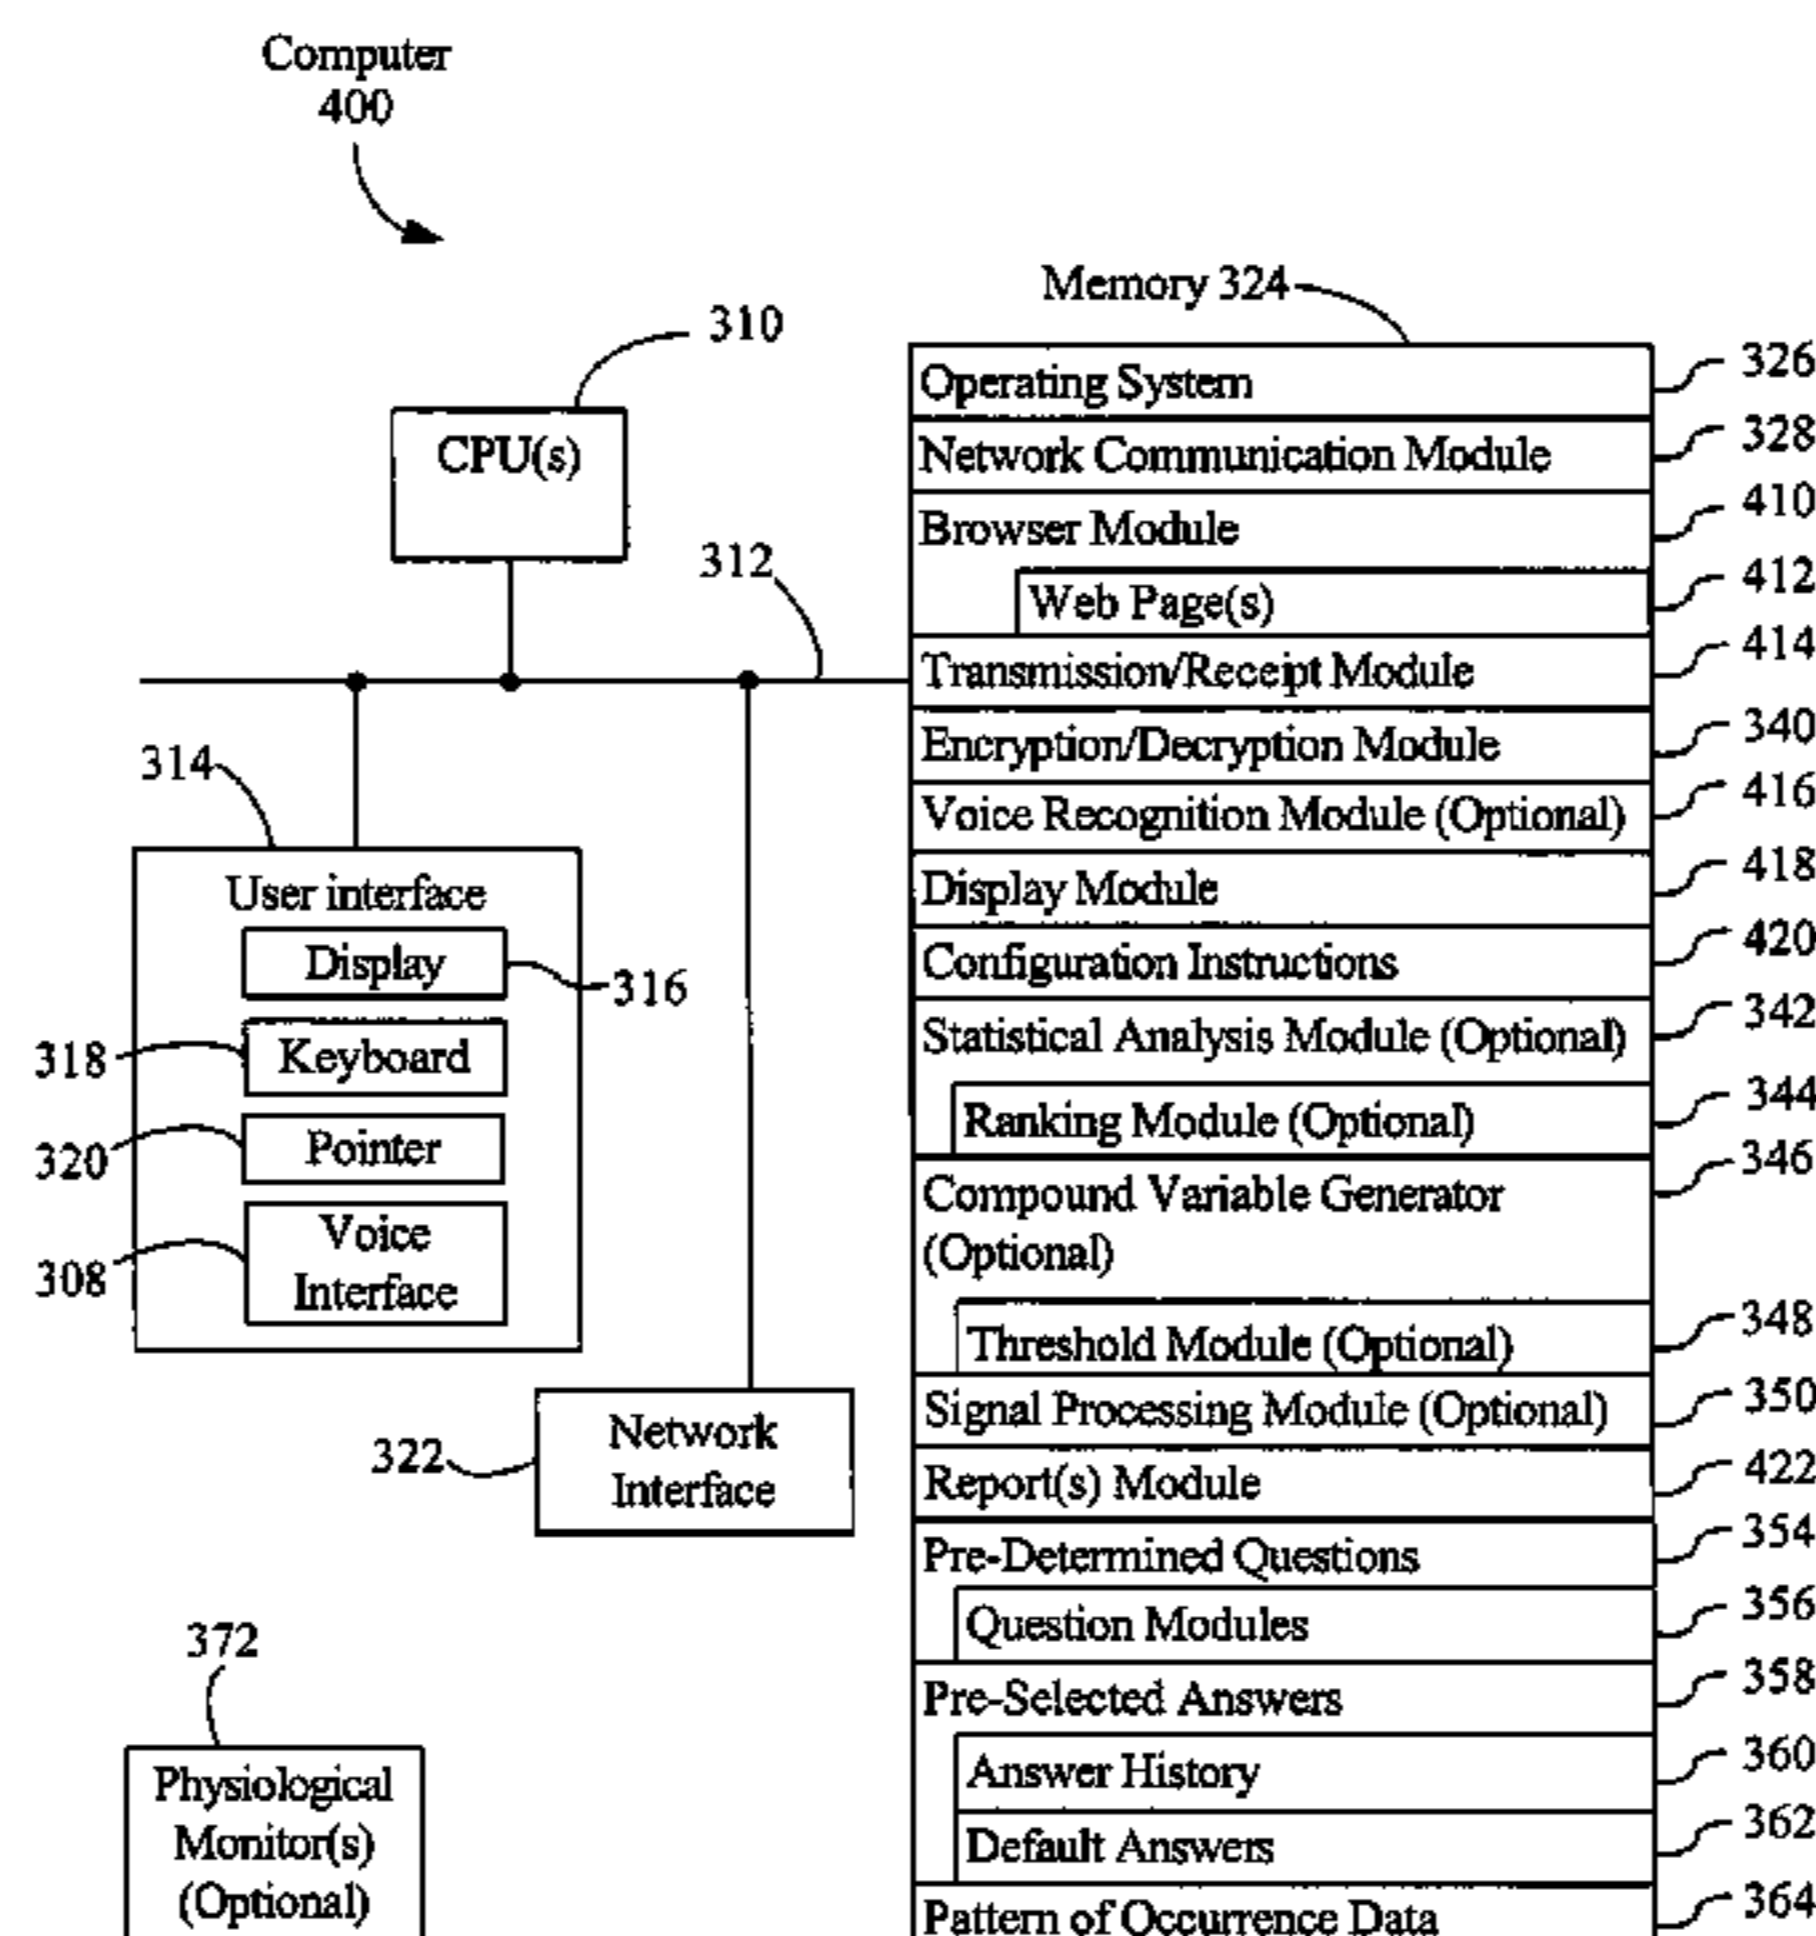 Computer
400
310
CPU(s)
312
314
User interface
Display
316
318
Keyboard
320
Pointer
308
Voice
Interface
322
Network
Interface
372
Physiological
Monitor(s)
(Optional)
Memory 324
Operating System
326
Network Communication Module
328
Browser Module
410
Web Page(s)
412
Transmission/Receipt Module
414
Encryption/Decryption Module
340
Voice Recognition Module (Optional)
416
Display Module
418
Configuration Instructions
420
Statistical Analysis Module (Optional)
342
Ranking Module (Optional)
344
Compound Variable Generator
(Optional)
346
Threshold Module (Optional)
348
Signal Processing Module (Optional)
350
Report(s) Module
422
Pre-Determined Questions
354
Question Modules
356
Pre-Selected Answers
358
Answer History
360
Default Answers
362
Pattern of Occurrence Data
364